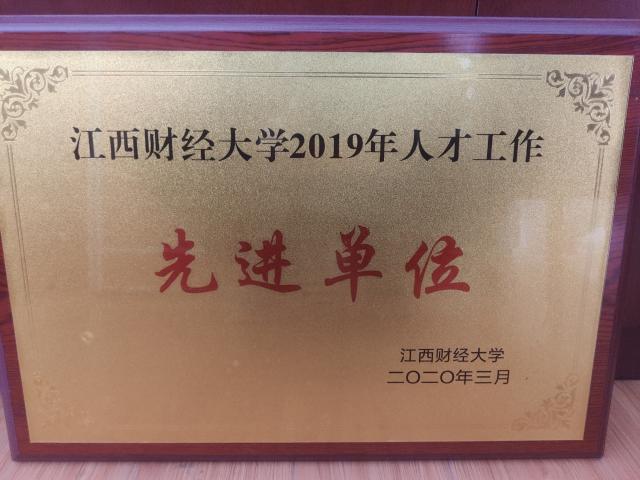 江西财经大学2019年人才工作
先进单位
江西财经大学
二〇二〇年三月